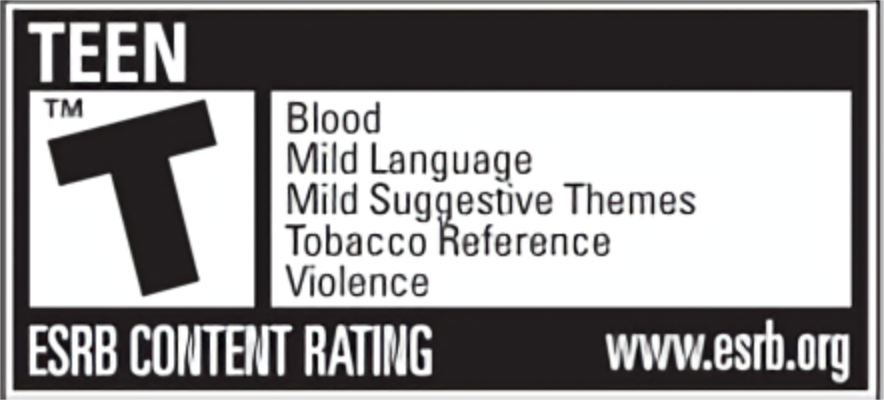 TEEN
TM
T
Blood
Mild Language
Mild Suggestive Themes
Tobacco Reference
Violence
ESRB CONTENT RATING
www.esrb.org